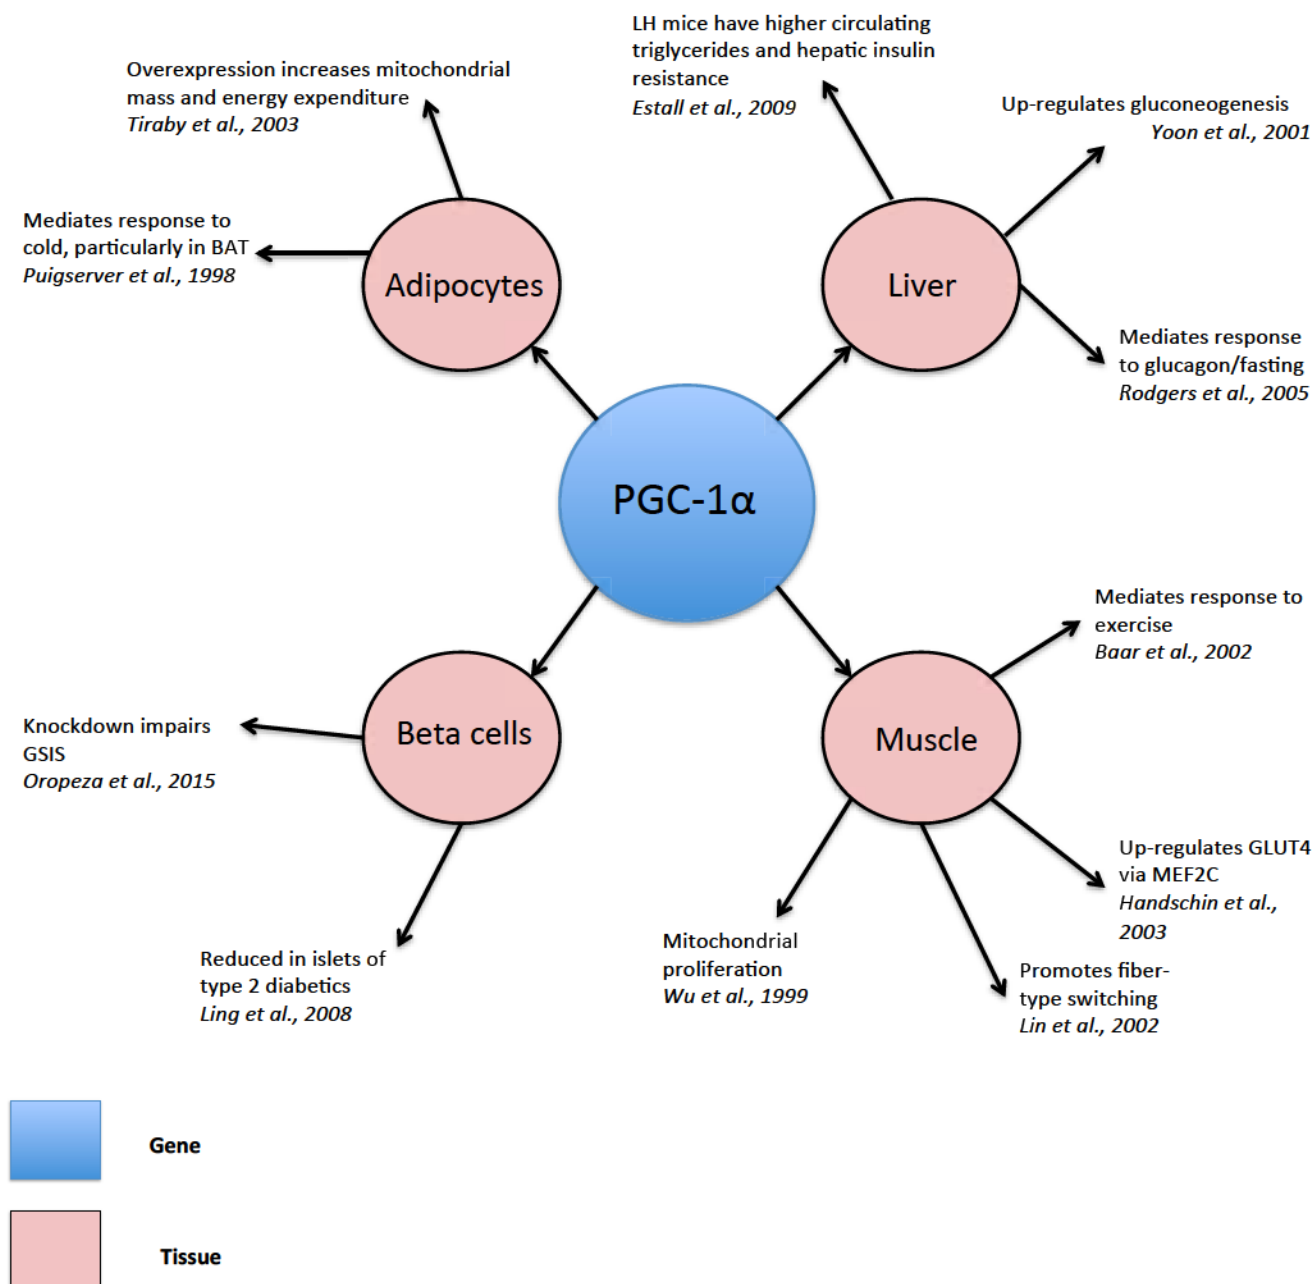 LH mice have higher circulating
triglycerides and hepatic insulin
resistance
Estall et al., 2009
Overexpression increases mitochondrial
mass and energy expenditure
Tiraby et al., 2003
Up-regulates gluconeogenesis
Yoon et al., 2001
Mediates response to
cold, particularly in BAT
Puigserver et al., 1998
Adipocytes
Liver
Mediates response
to glucagon/fasting
Rodgers et al., 2005
PGC-1α
Mediates response to
exercise
Baar et al., 2002
Beta cells
Muscle
Knockdown impairs
GSIS
Oropeza et al., 2015
Up-regulates GLUT4
via MEF2C
Handschin et al.,
2003
Reduced in islets of
type 2 diabetics
Ling et al., 2008
Mitochondrial
proliferation
Wu et al., 1999
Promotes fiber-
type switching
Lin et al., 2002
Gene
Tissue